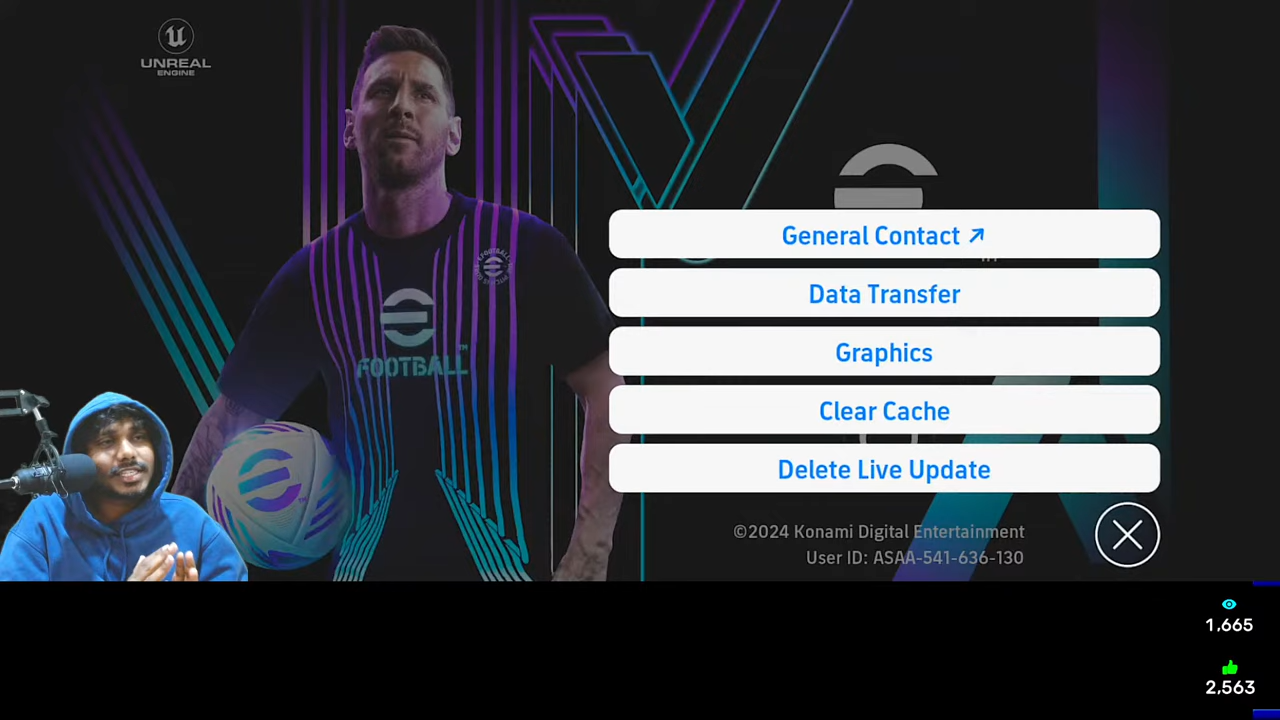 UNREAL
ENGINE
General Contact ↗
Data Transfer
Graphics
Clear Cache
Delete Live Update
FOOTBALL™
©2024 Konami Digital Entertainment
User ID: ASAA-541-636-130
1,665
2,563